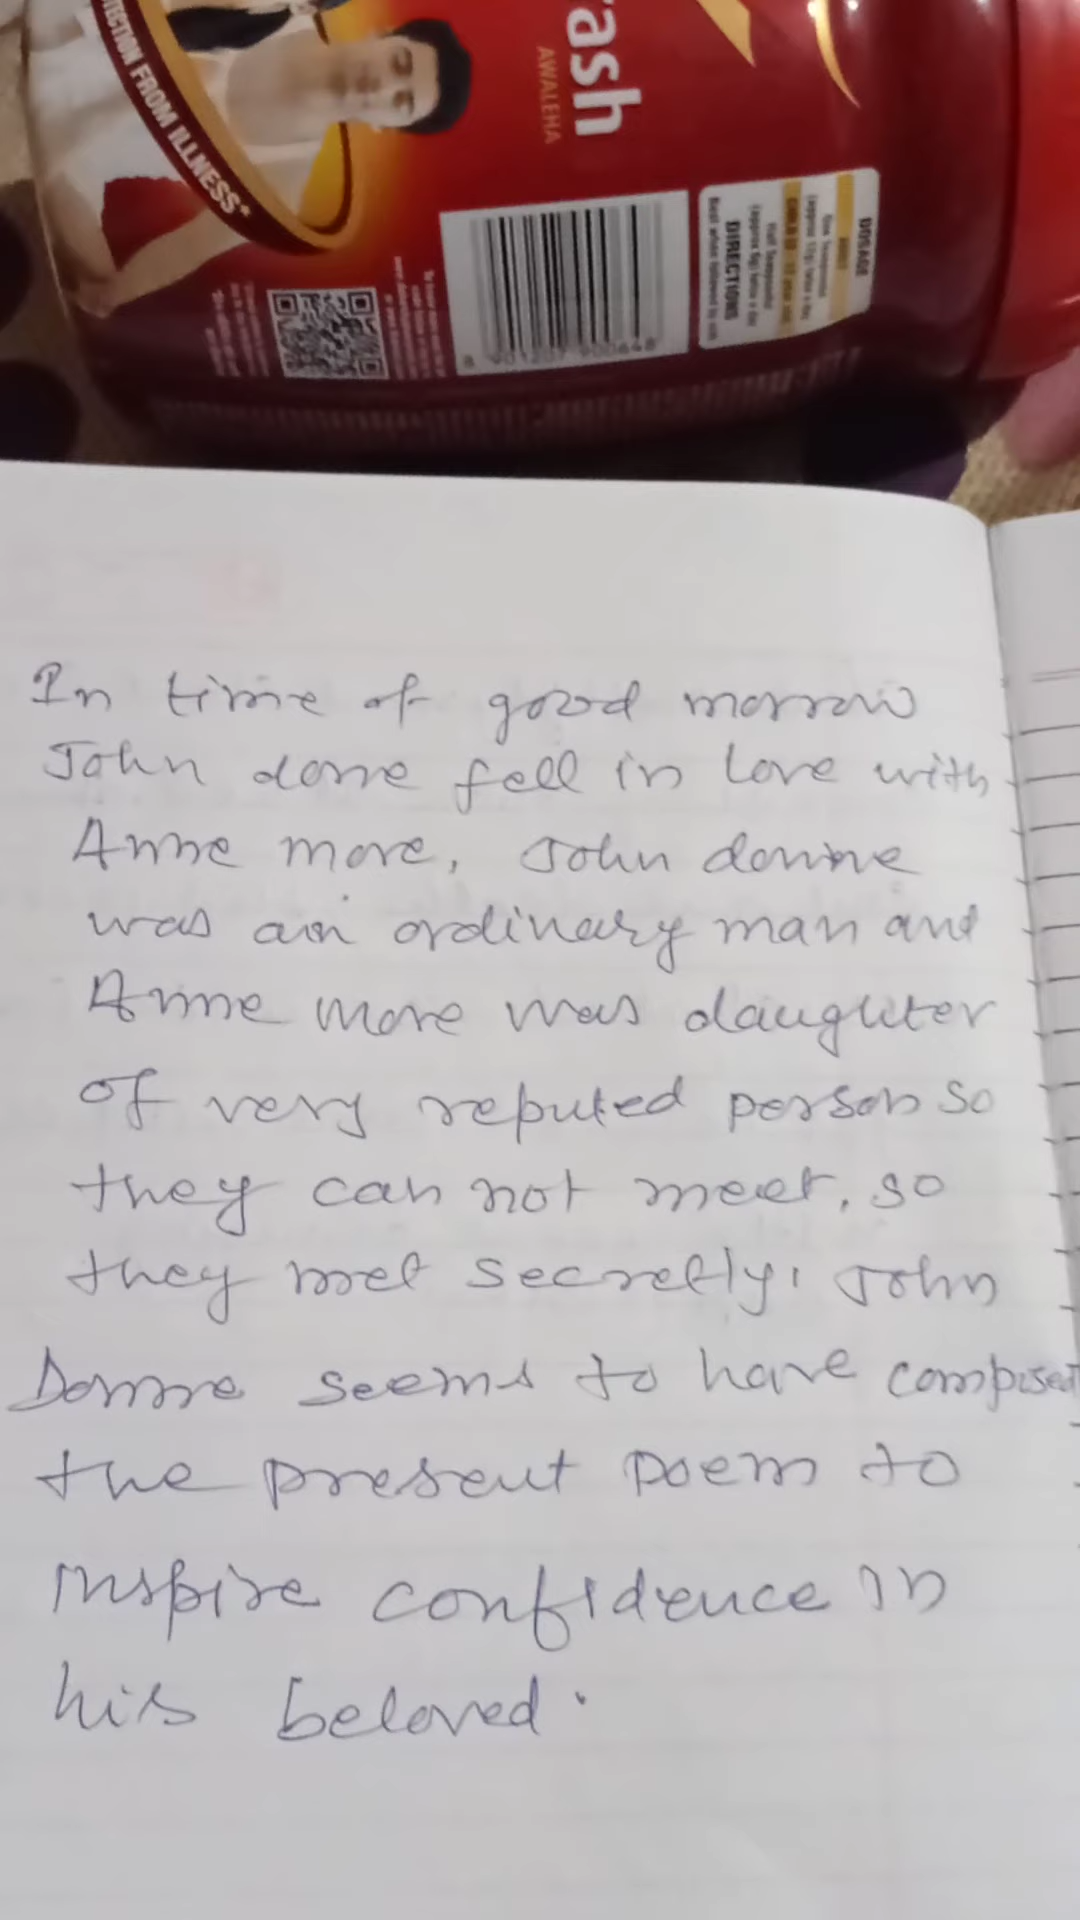 NTECTION FROM ILLNESS*
rash
AWALEHA
DOSAGE
DIRECTIONS
In time of good morrow
John done fell in love with
Anne more, John donne
was an ordinary man and
Anne more was daughter
of very reputed person so
they can not meet, so
they met secretly, John
Donne seems to have composed
the present poem to
inspire confidence in
his beloved.